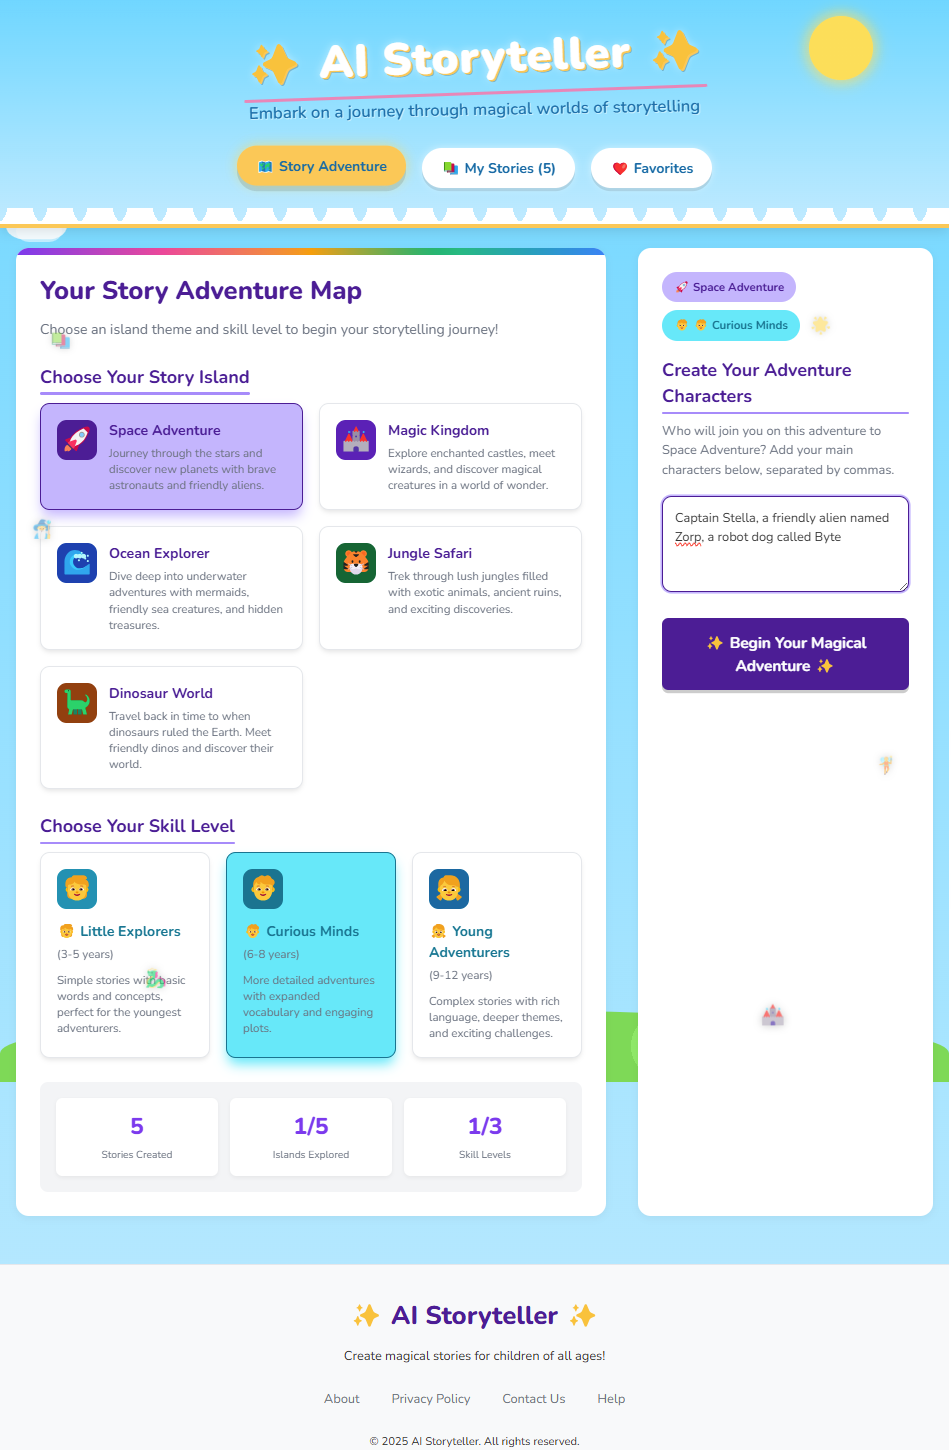 AI Storyteller
Embark on a journey through magical worlds of storytelling
Story Adventure
My Stories (5)
Favorites
Your Story Adventure Map
Choose an island theme and skill level to begin your storytelling journey!
Choose Your Story Island
Space Adventure
Journey through the stars and
discover new planets with brave
astronauts and friendly aliens.
Magic Kingdom
Explore enchanted castles, meet
wizards, and discover magical
creatures in a world of wonder.
Ocean Explorer
Dive deep into underwater
adventures with mermaids,
friendly sea creatures, and hidden
treasures.
Jungle Safari
Trek through lush jungles filled
with exotic animals, ancient ruins,
and exciting discoveries.
Dinosaur World
Travel back in time to when
dinosaurs ruled the Earth. Meet
friendly dinos and discover their
world.
Choose Your Skill Level
Little Explorers
(3-5 years)
Simple stories with basic
words and concepts,
perfect for the youngest
adventurers.
Curious Minds
(6-8 years)
More detailed adventures
with expanded
vocabulary and engaging
plots.
Young
Adventurers
(9-12 years)
Complex stories with rich
language, deeper themes,
and exciting challenges.
5
Stories Created
1/5
Islands Explored
1/3
Skill Levels
Space Adventure
Curious Minds
Create Your Adventure
Characters
Who will join you on this adventure to
Space Adventure? Add your main
characters below, separated by commas.
Captain Stella, a friendly alien named
Zorp, a robot dog called Byte
Begin Your Magical
Adventure
AI Storyteller
Create magical stories for children of all ages!
About
Privacy Policy
Contact Us
Help
© 2025 AI Storyteller. All rights reserved.